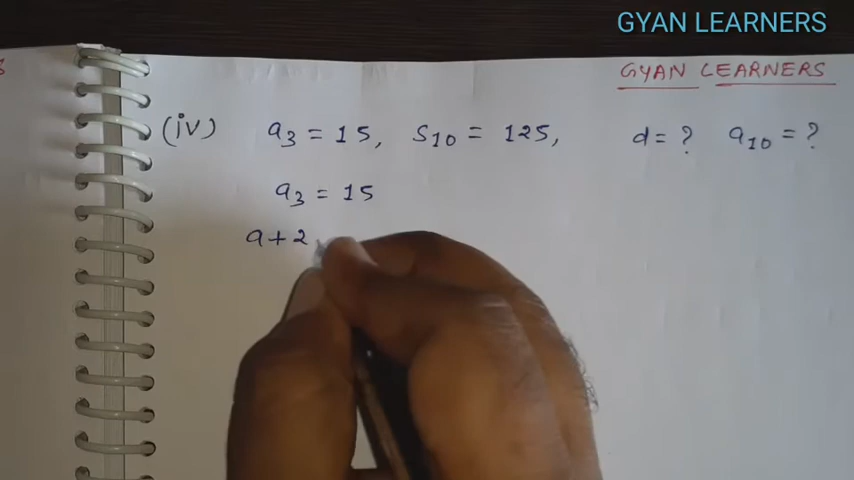 GYAN LEARNERS
GYAN LEARNERS
(iv) a₃ = 15, S₁₀ = 125, d = ? a₁₀ = ?
a₃ = 15
a + 2